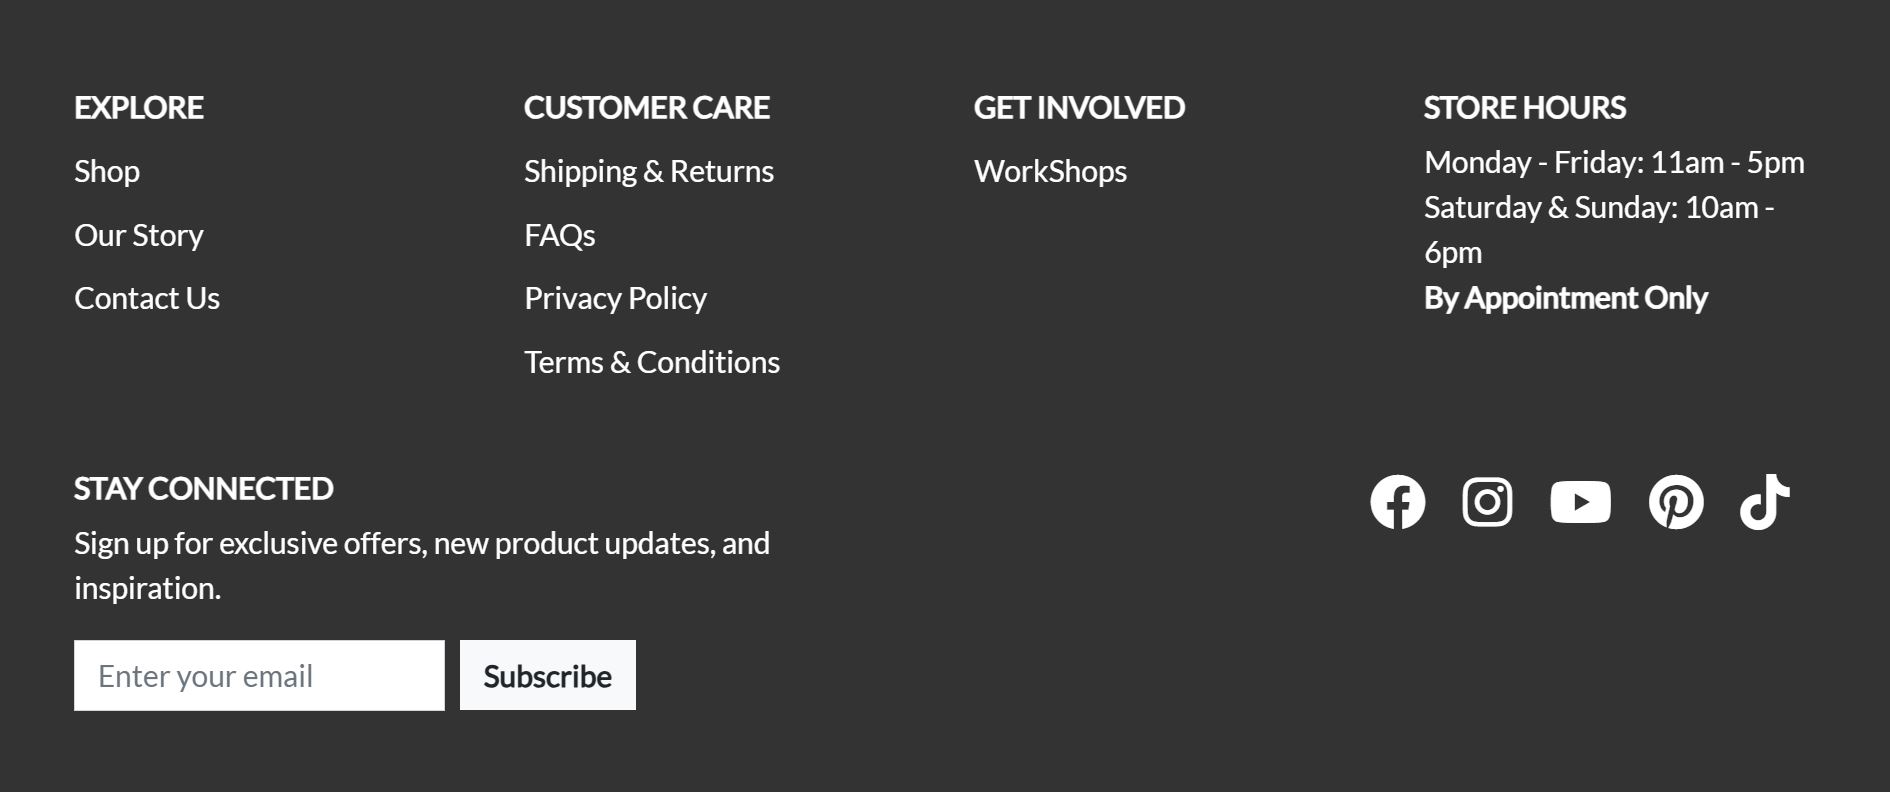 EXPLORE
Shop
Our Story
Contact Us
CUSTOMER CARE
Shipping & Returns
FAQs
Privacy Policy
Terms & Conditions
GET INVOLVED
WorkShops
STORE HOURS
Monday - Friday: 11am - 5pm
Saturday & Sunday: 10am -
6pm
By Appointment Only
STAY CONNECTED
Sign up for exclusive offers, new product updates, and
inspiration.
Enter your email
Subscribe